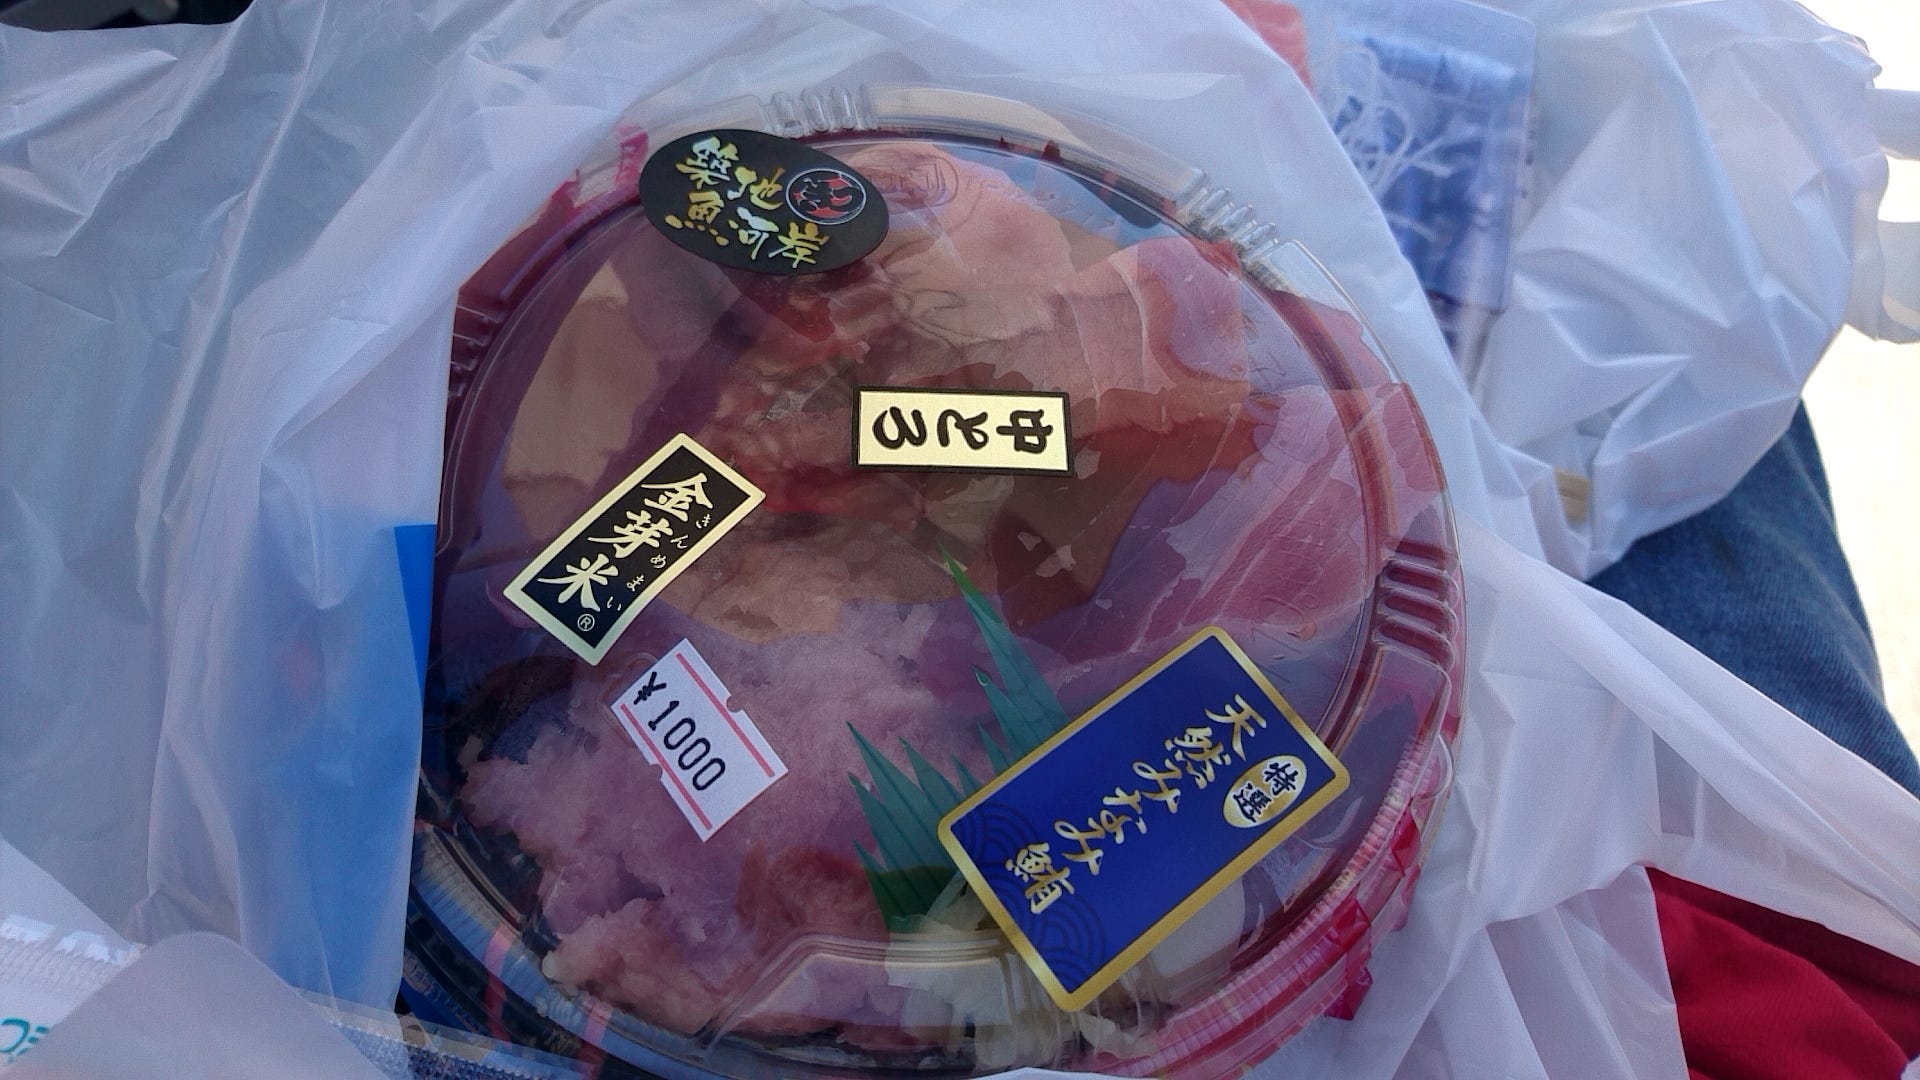 築地
魚河岸
中とろ
金芽米®
きんめまい
¥1000
特選
天然みなみ鮪